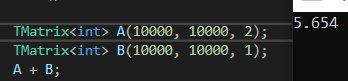 TMatrix<int> A(10000, 10000, 2);
TMatrix<int> B(10000, 10000, 1);
A + B;
5.654